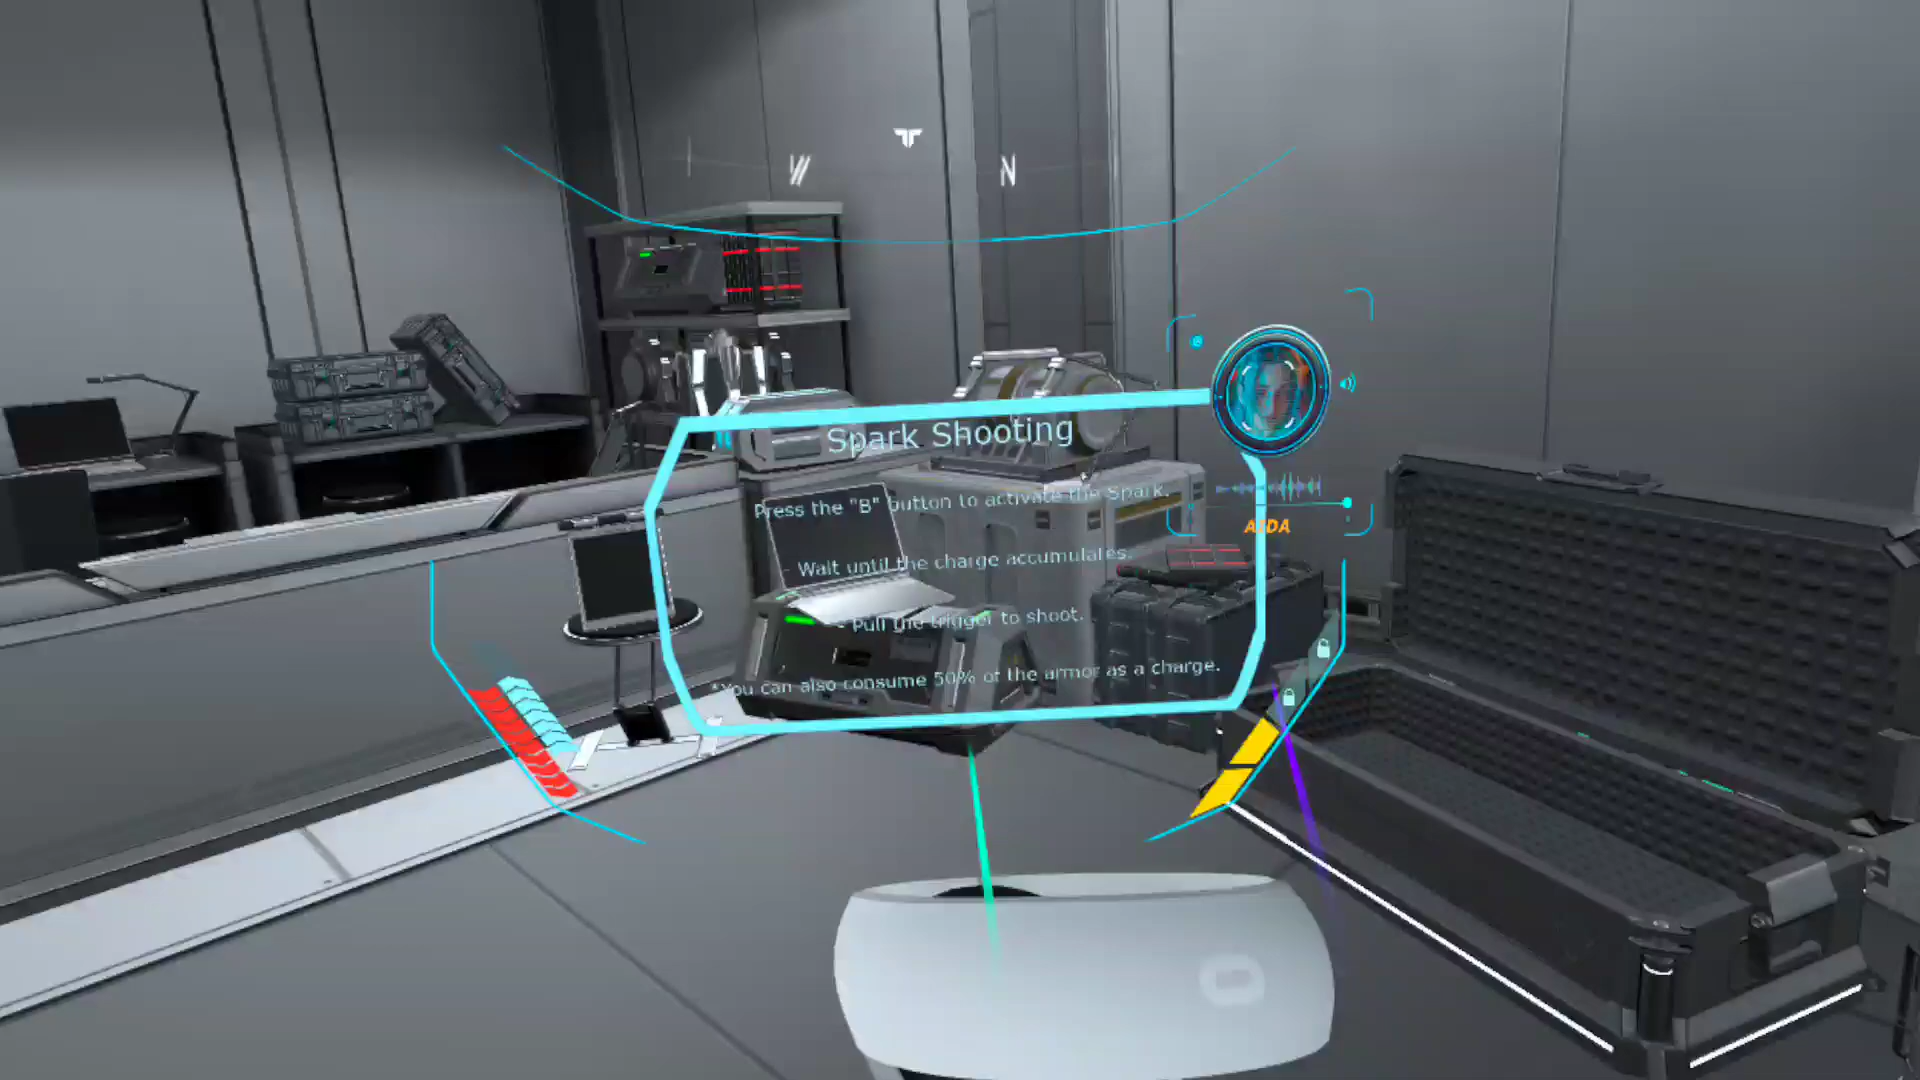 W
N
Spark Shooting
Press the "B" button to activate the Spark.
- Wait until the charge accumulates.
- Pull the trigger to shoot.
*You can also consume 50% of the armor as a charge.
AIDA